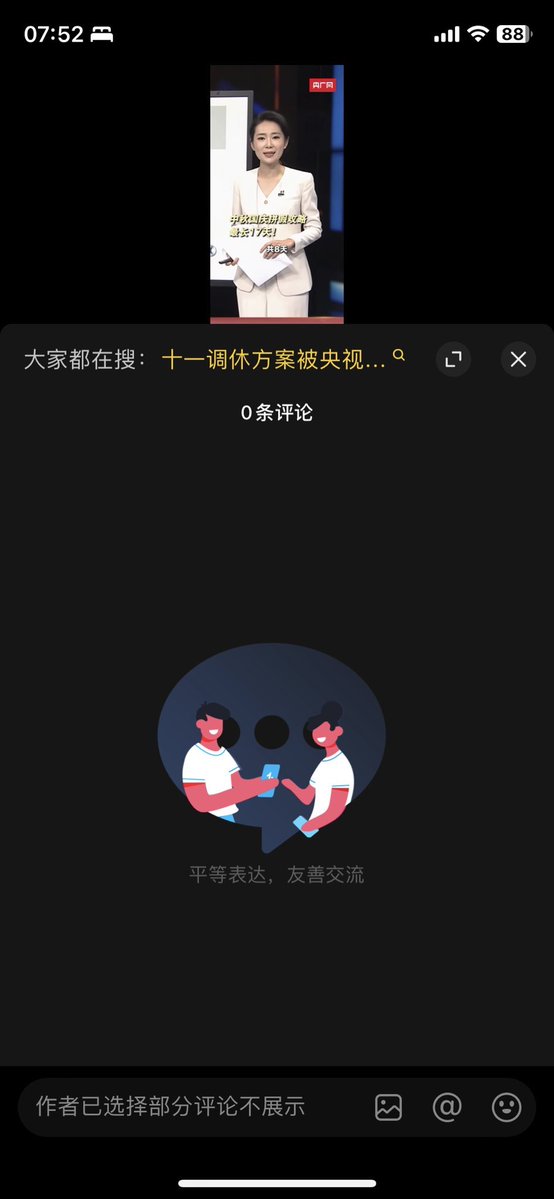 07:52
88
央广网
中秋国庆拼假攻略
最长17天!
共8天
大家都在搜：十一调休方案被央视...
0条评论
平等表达，友善交流
作者已选择部分评论不展示
@